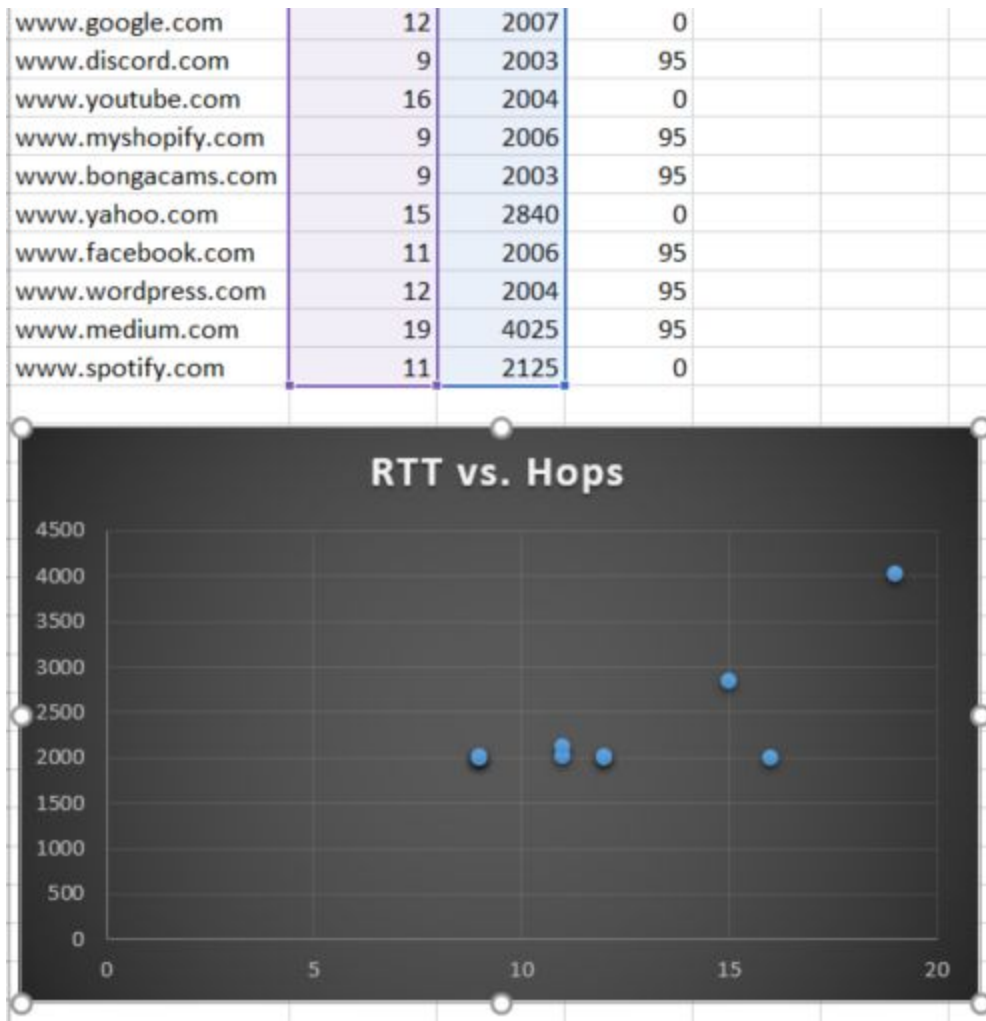 www.google.com 12 2007 0
www.discord.com 9 2003 95
www.youtube.com 16 2004 0
www.myshopify.com 9 2006 95
www.bongacams.com 9 2003 95
www.yahoo.com 15 2840 0
www.facebook.com 11 2006 95
www.wordpress.com 12 2004 95
www.medium.com 19 4025 95
www.spotify.com 11 2125 0
RTT vs. Hops
4500
4000
3500
3000
2500
2000
1500
1000
500
0
0 5 10 15 20